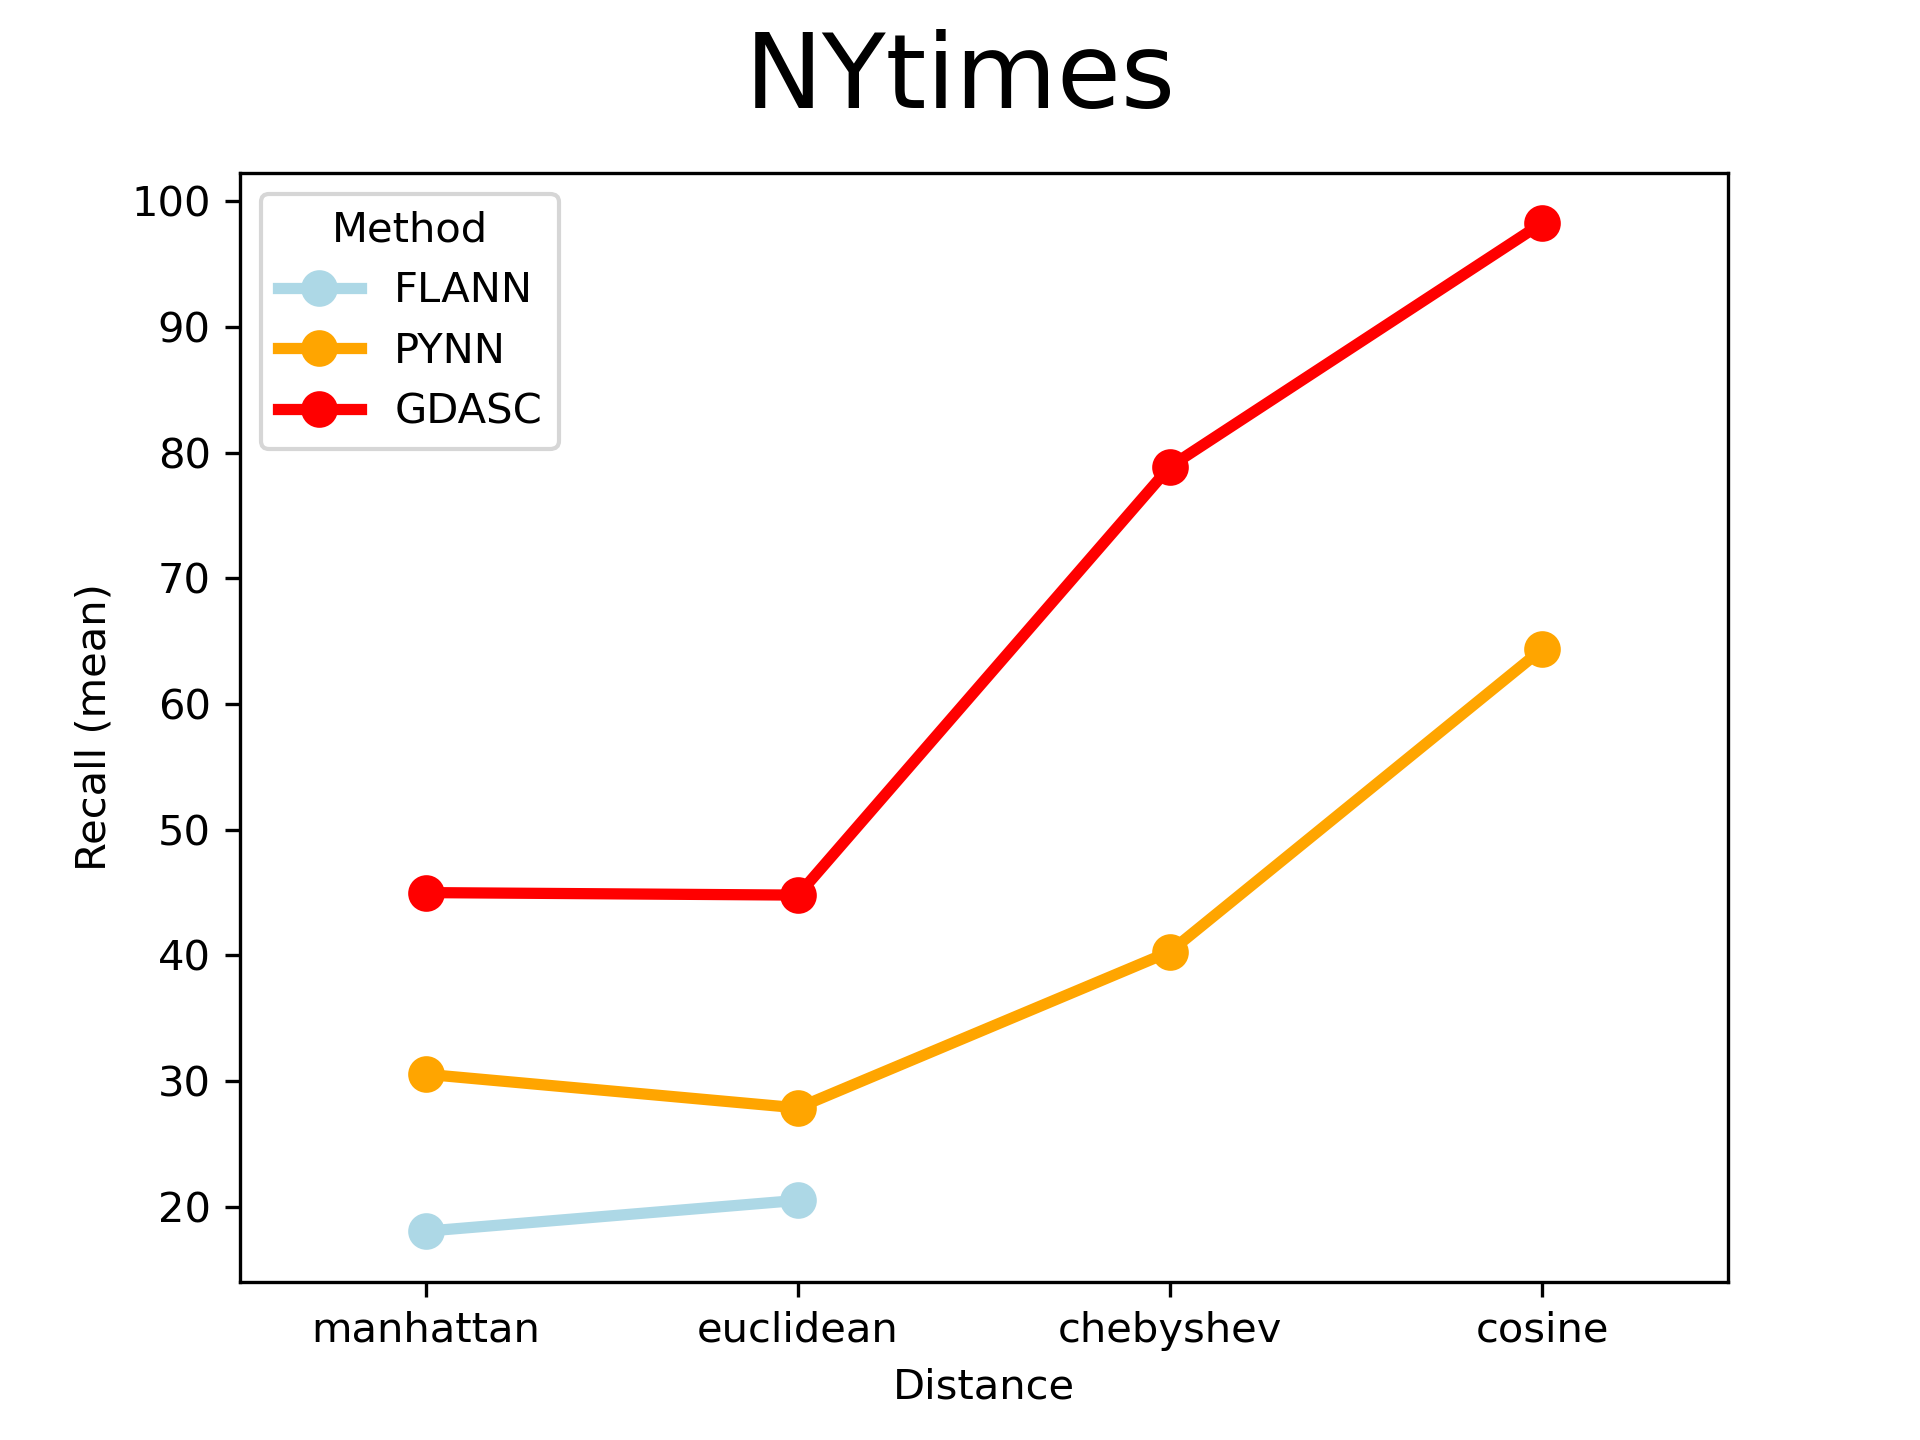 NYtimes
100
90
80
70
60
50
40
30
20
Recall (mean)
Method
FLANN
PYNN
GDASC
manhattan euclidean chebyshev cosine
Distance